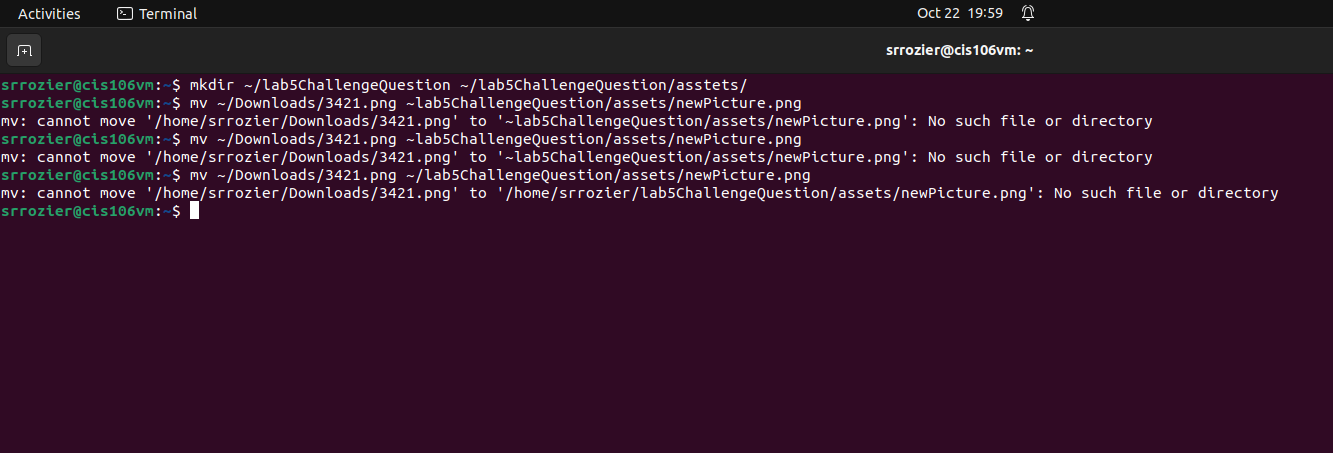 Activities Terminal Oct 22 19:59
srrozier@cis106vm: ~
srrozier@cis106vm:~$ mkdir ~/lab5ChallengeQuestion ~/lab5ChallengeQuestion/asstets/
srrozier@cis106vm:~$ mv ~/Downloads/3421.png ~lab5ChallengeQuestion/assets/newPicture.png
mv: cannot move '/home/srrozier/Downloads/3421.png' to '~lab5ChallengeQuestion/assets/newPicture.png': No such file or directory
srrozier@cis106vm:~$ mv ~/Downloads/3421.png ~lab5ChallengeQuestion/assets/newPicture.png
mv: cannot move '/home/srrozier/Downloads/3421.png' to '~lab5ChallengeQuestion/assets/newPicture.png': No such file or directory
srrozier@cis106vm:~$ mv ~/Downloads/3421.png ~/lab5ChallengeQuestion/assets/newPicture.png
mv: cannot move '/home/srrozier/Downloads/3421.png' to '/home/srrozier/lab5ChallengeQuestion/assets/newPicture.png': No such file or directory
srrozier@cis106vm:~$